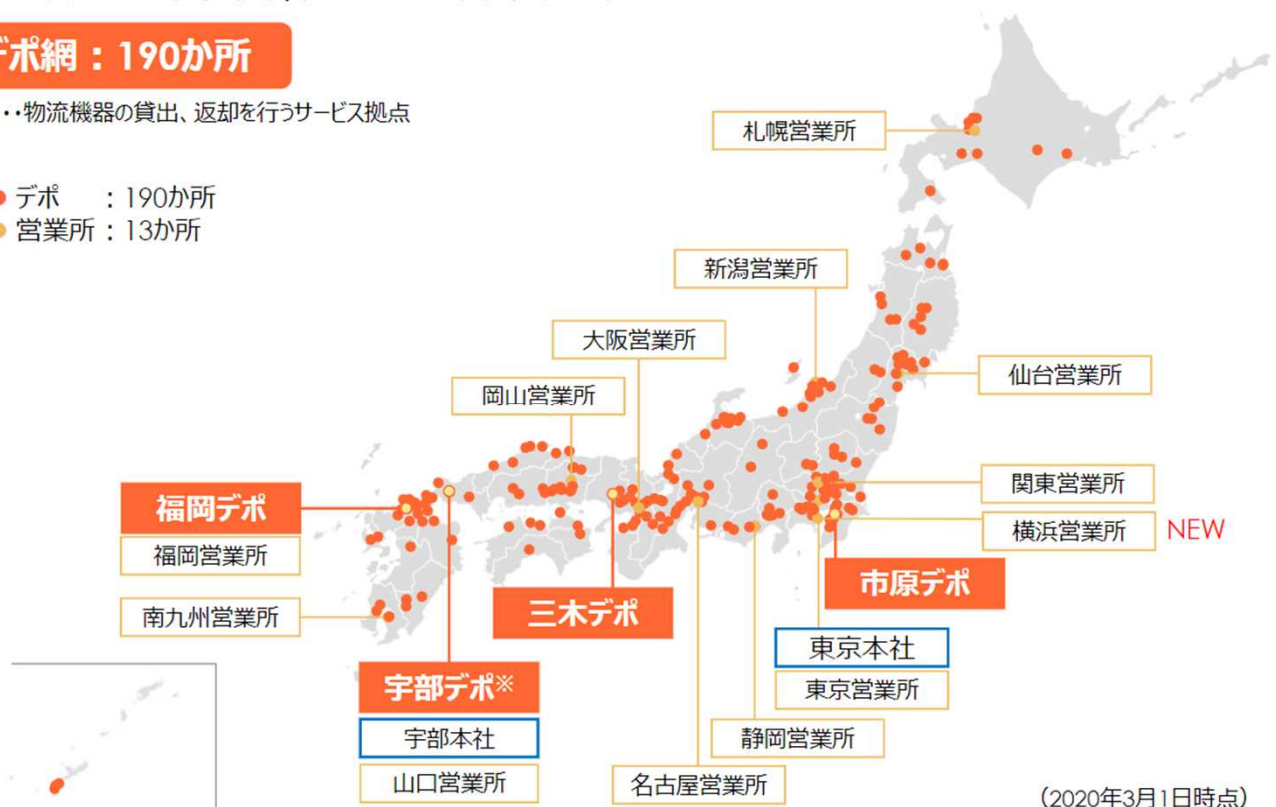 デポ網：190か所
・・物流機器の貸出、返却を行うサービス拠点
デポ　：190か所
営業所：13か所
札幌営業所
新潟営業所
大阪営業所
岡山営業所
仙台営業所
関東営業所
横浜営業所 NEW
福岡デポ
福岡営業所
南九州営業所
三木デポ
市原デポ
東京本社
東京営業所
宇部デポ※
宇部本社
山口営業所
静岡営業所
名古屋営業所
(2020年3月1日時点)